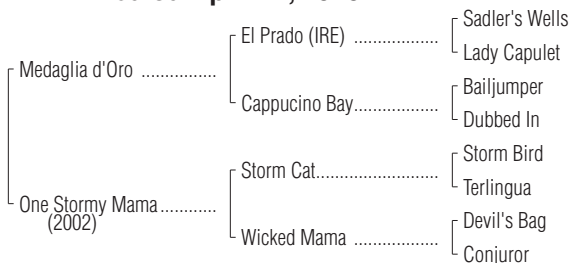 Sadler's Wells
El Prado (IRE) ...................
Lady Capulet
Medaglia d'Oro ................
Bailjumper
Cappucino Bay...................
Dubbed In
Storm Bird
Storm Cat...........................
Terlingua
One Stormy Mama ............
(2002)
Devil's Bag
Wicked Mama ...................
Conjuror